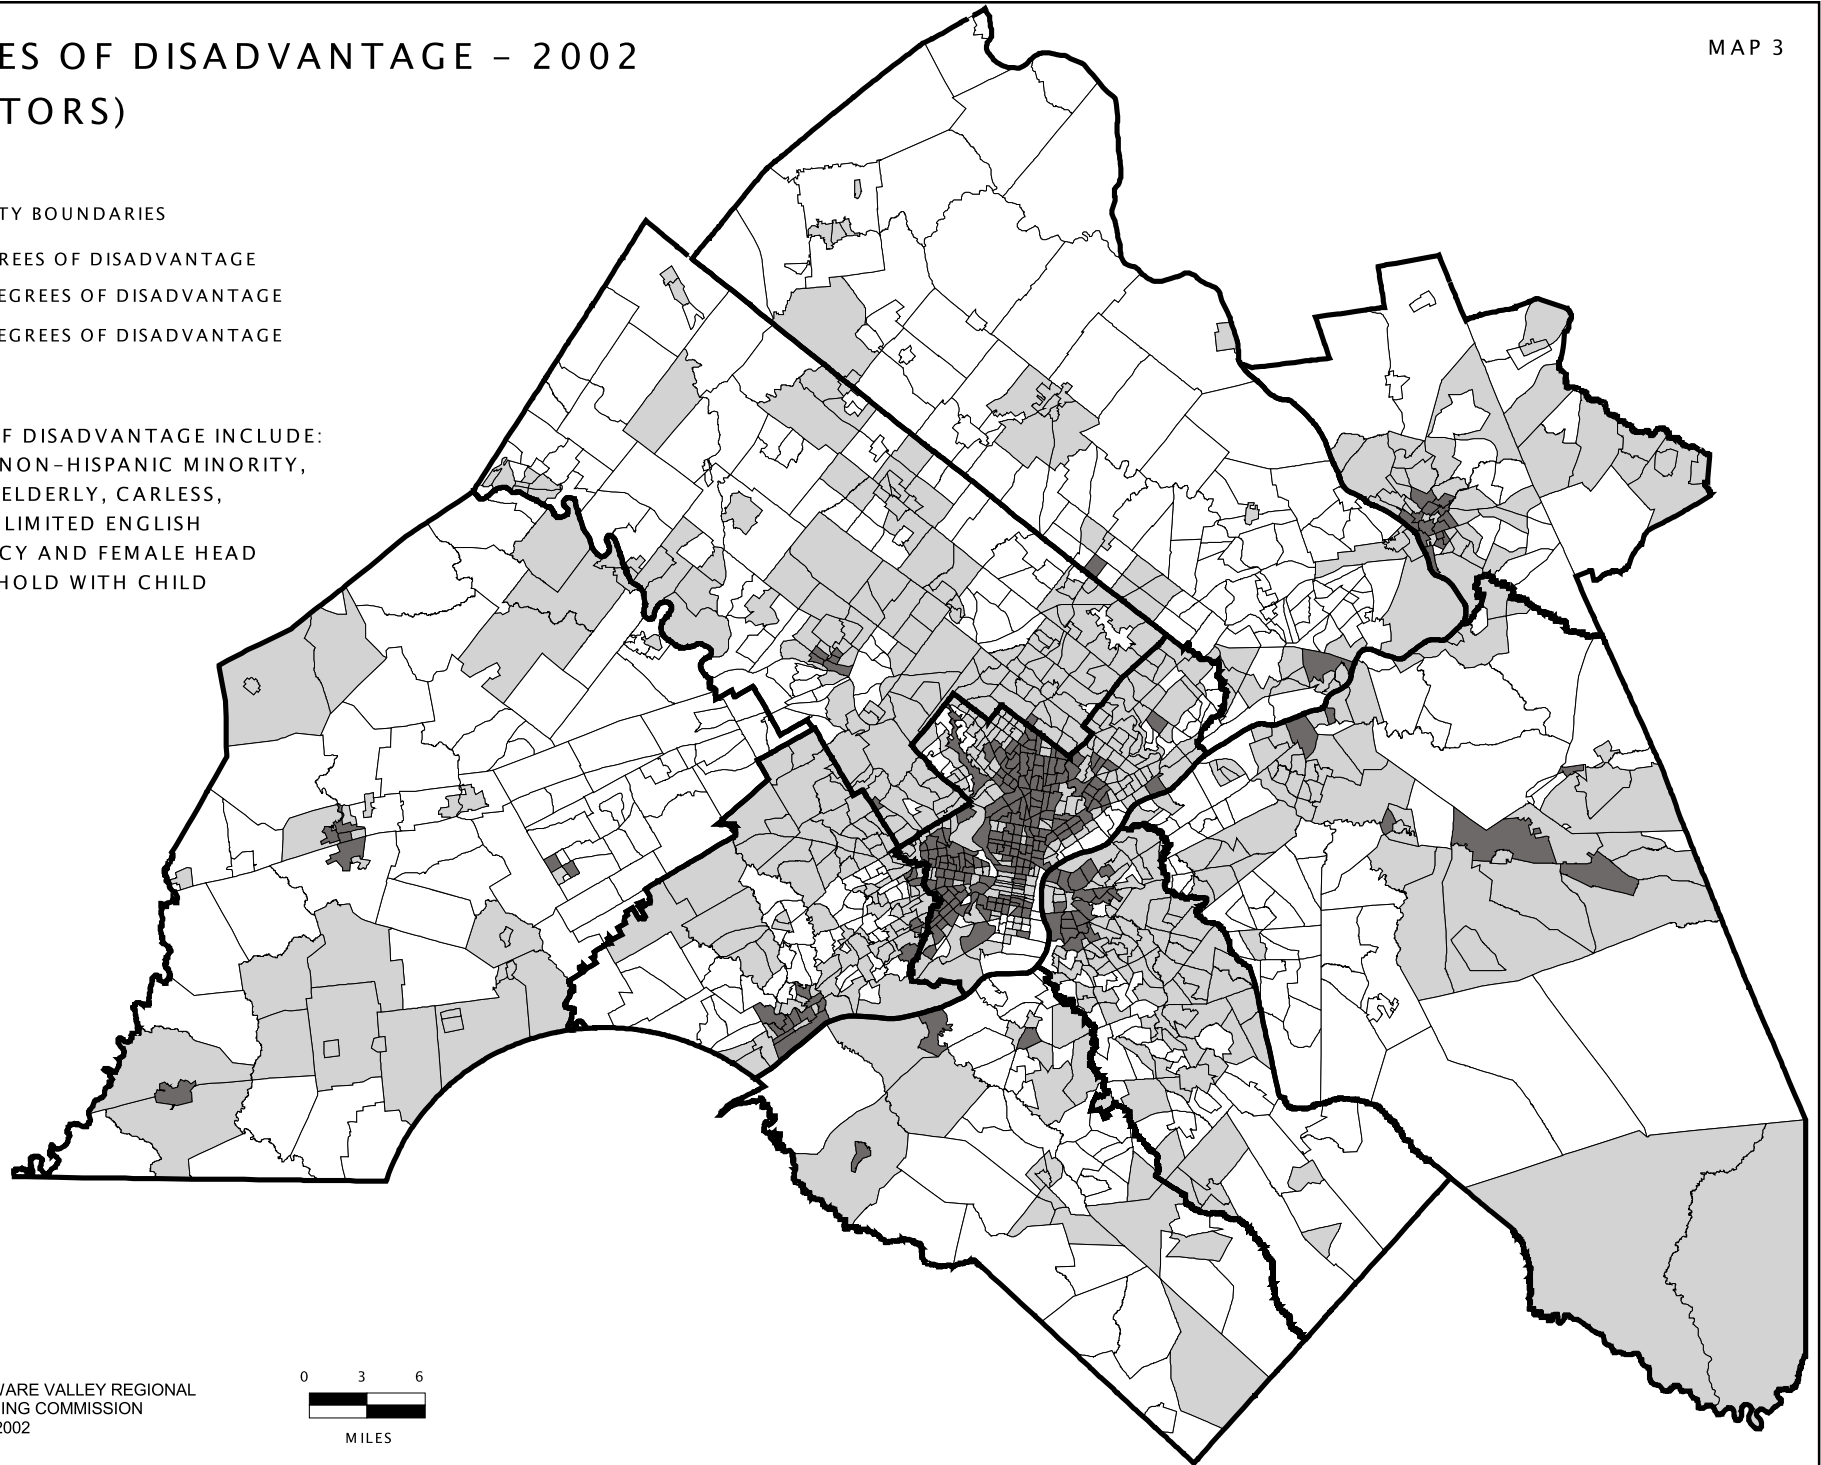 ES OF DISADVANTAGE – 2002
TORS)
MAP 3
TY BOUNDARIES
REES OF DISADVANTAGE
EGREES OF DISADVANTAGE
EGREES OF DISADVANTAGE
F DISADVANTAGE INCLUDE:
NON–HISPANIC MINORITY,
ELDERLY, CARLESS,
LIMITED ENGLISH
CY AND FEMALE HEAD
HOLD WITH CHILD
WARE VALLEY REGIONAL
ING COMMISSION
2002
0 3 6
MILES